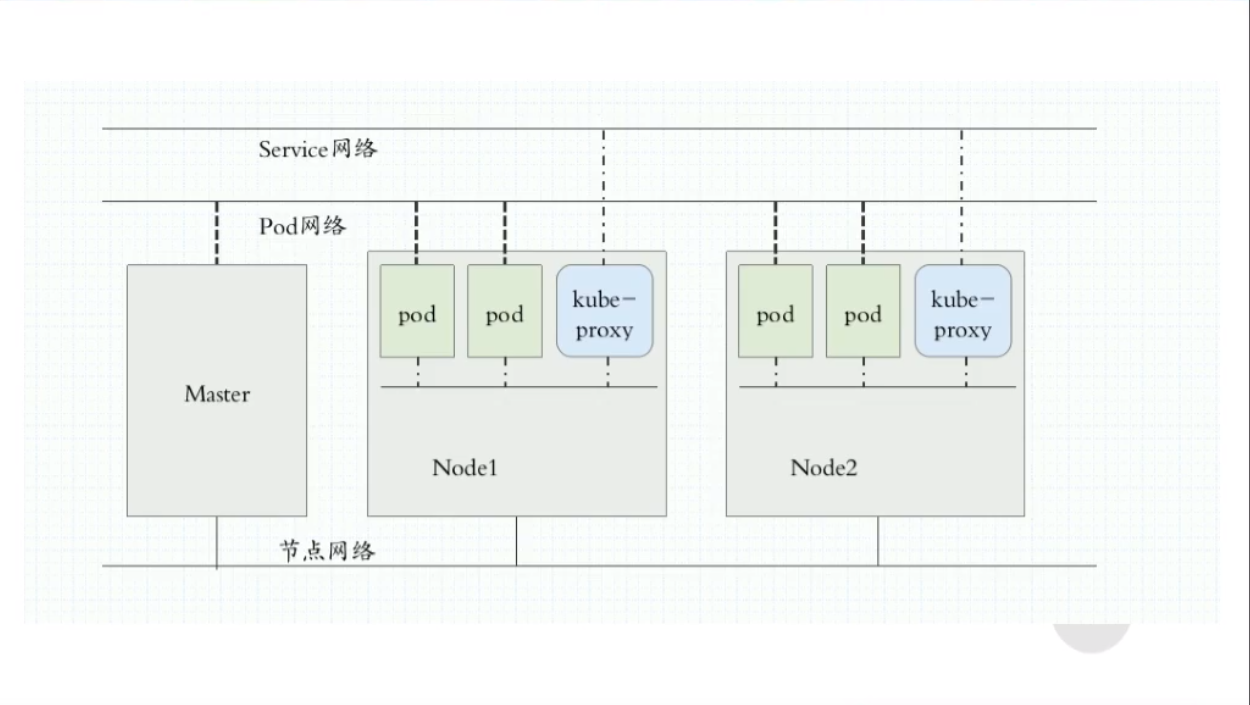 Service网络
Pod网络
pod
pod
kube-
proxy
pod
pod
kube-
proxy
Master
Node1
Node2
节点网络